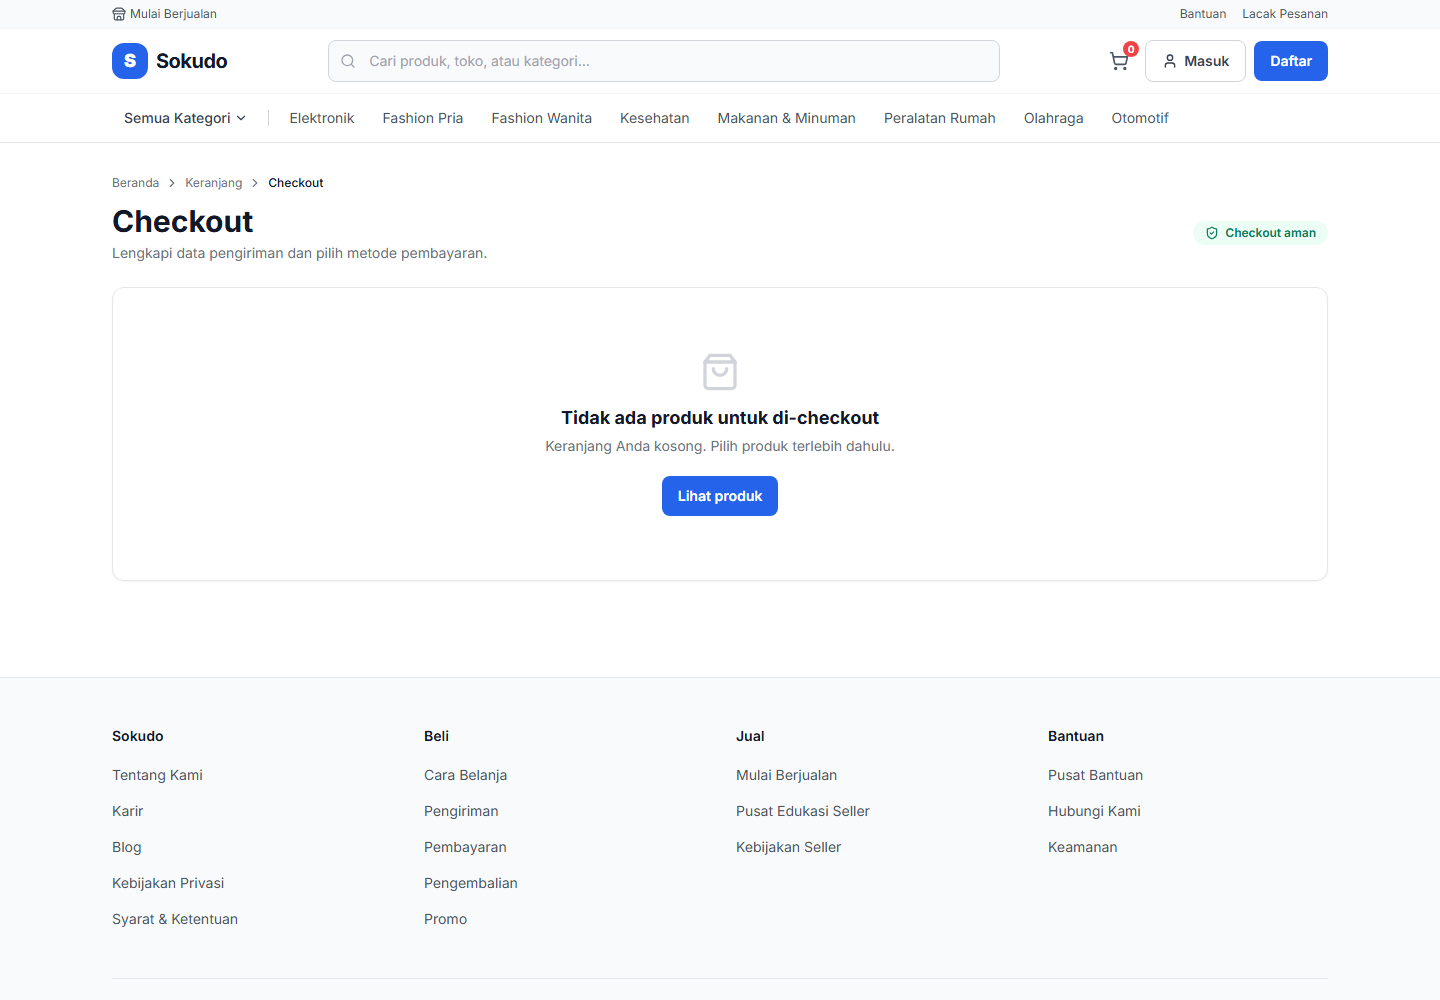 Mulai Berjualan
Bantuan
Lacak Pesanan
S
Sokudo
Cari produk, toko, atau kategori...
0
Masuk
Daftar
Semua Kategori
Elektronik
Fashion Pria
Fashion Wanita
Kesehatan
Makanan & Minuman
Peralatan Rumah
Olahraga
Otomotif
Beranda
Keranjang
Checkout
Checkout
Lengkapi data pengiriman dan pilih metode pembayaran.
Checkout aman
Tidak ada produk untuk di-checkout
Keranjang Anda kosong. Pilih produk terlebih dahulu.
Lihat produk
Sokudo
Tentang Kami
Karir
Blog
Kebijakan Privasi
Syarat & Ketentuan
Beli
Cara Belanja
Pengiriman
Pembayaran
Pengembalian
Promo
Jual
Mulai Berjualan
Pusat Edukasi Seller
Kebijakan Seller
Bantuan
Pusat Bantuan
Hubungi Kami
Keamanan